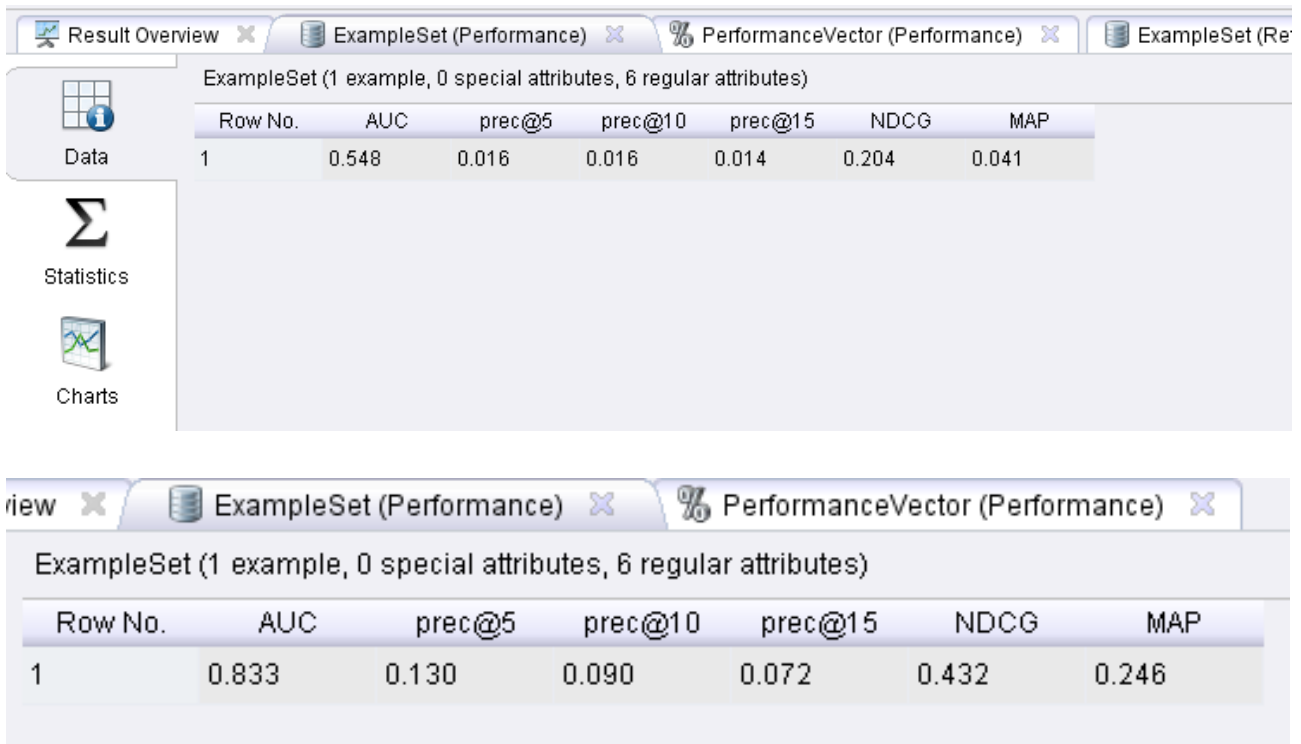 Result Overview ExampleSet (Performance) PerformanceVector (Performance) ExampleSet (Re
ExampleSet (1 example, 0 special attributes, 6 regular attributes)
Row No. AUC prec@5 prec@10 prec@15 NDCG MAP
Data 1 0.548 0.016 0.016 0.014 0.204 0.041
Statistics
Charts
view ExampleSet (Performance) PerformanceVector (Performance)
ExampleSet (1 example, 0 special attributes, 6 regular attributes)
Row No. AUC prec@5 prec@10 prec@15 NDCG MAP
1 0.833 0.130 0.090 0.072 0.432 0.246